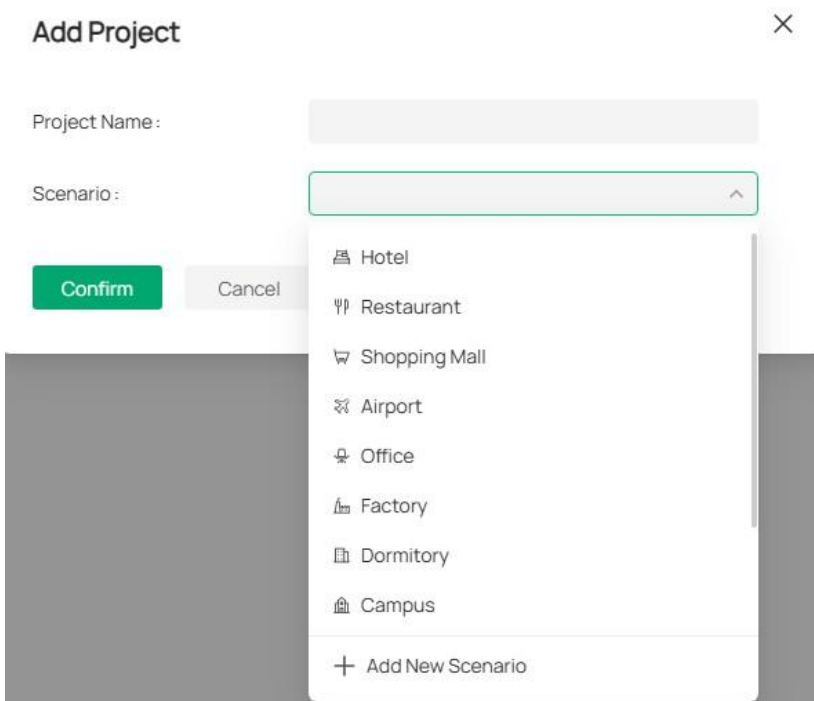 Add Project
Project Name :
Scenario :
Confirm Cancel
Hotel
Restaurant
Shopping Mall
Airport
Office
Factory
Dormitory
Campus
Add New Scenario